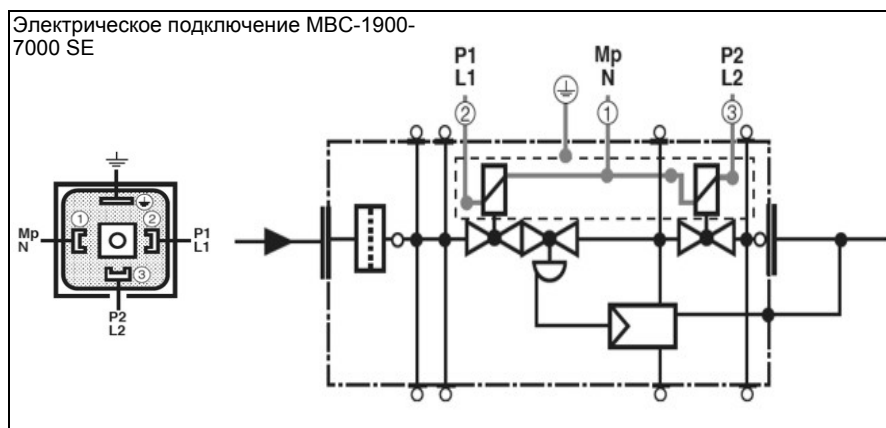 Электрическое подключение MBC-1900-
7000 SE
P1
L1
Mp
N
P2
L2
2
1
3
1
2
Mp
N
P1
L1
3
P2
L2